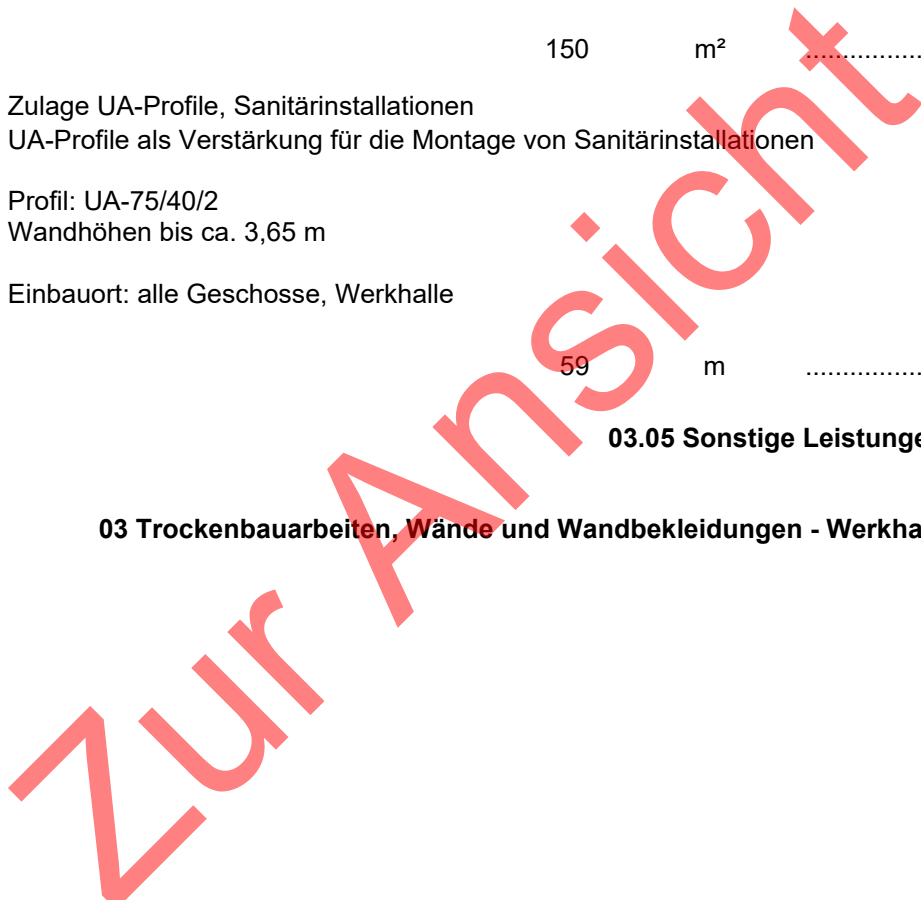 150 m² ................
Zulage UA-Profile, Sanitärinstallationen
UA-Profile als Verstärkung für die Montage von Sanitärinstallationen
Profil: UA-75/40/2
Wandhöhen bis ca. 3,65 m
Einbauort: alle Geschosse, Werkhalle
59 m ................
03.05 Sonstige Leistunge
03 Trockenbauarbeiten, Wände und Wandbekleidungen - Werkha
Zur Ansicht